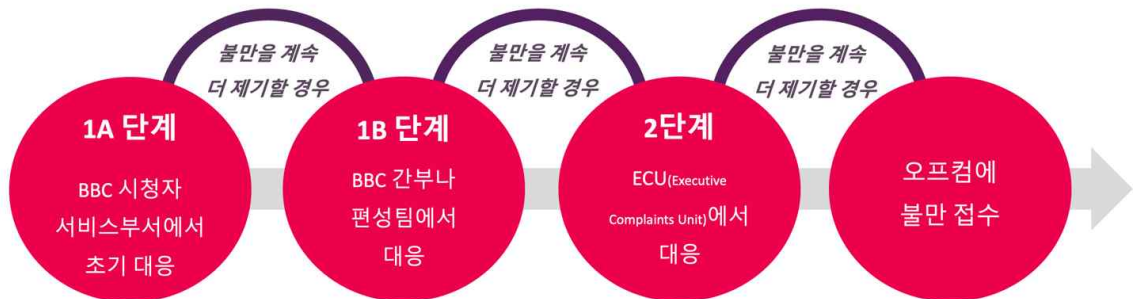 불만을 계속
더 제기할 경우
불만을 계속
더 제기할 경우
불만을 계속
더 제기할 경우
1A 단계
BBC 시청자
서비스부서에서
초기 대응
1B 단계
BBC 간부나
편성팀에서
대응
2단계
ECU(Executive
Complaints Unit)에서
대응
오프컴에
불만 접수